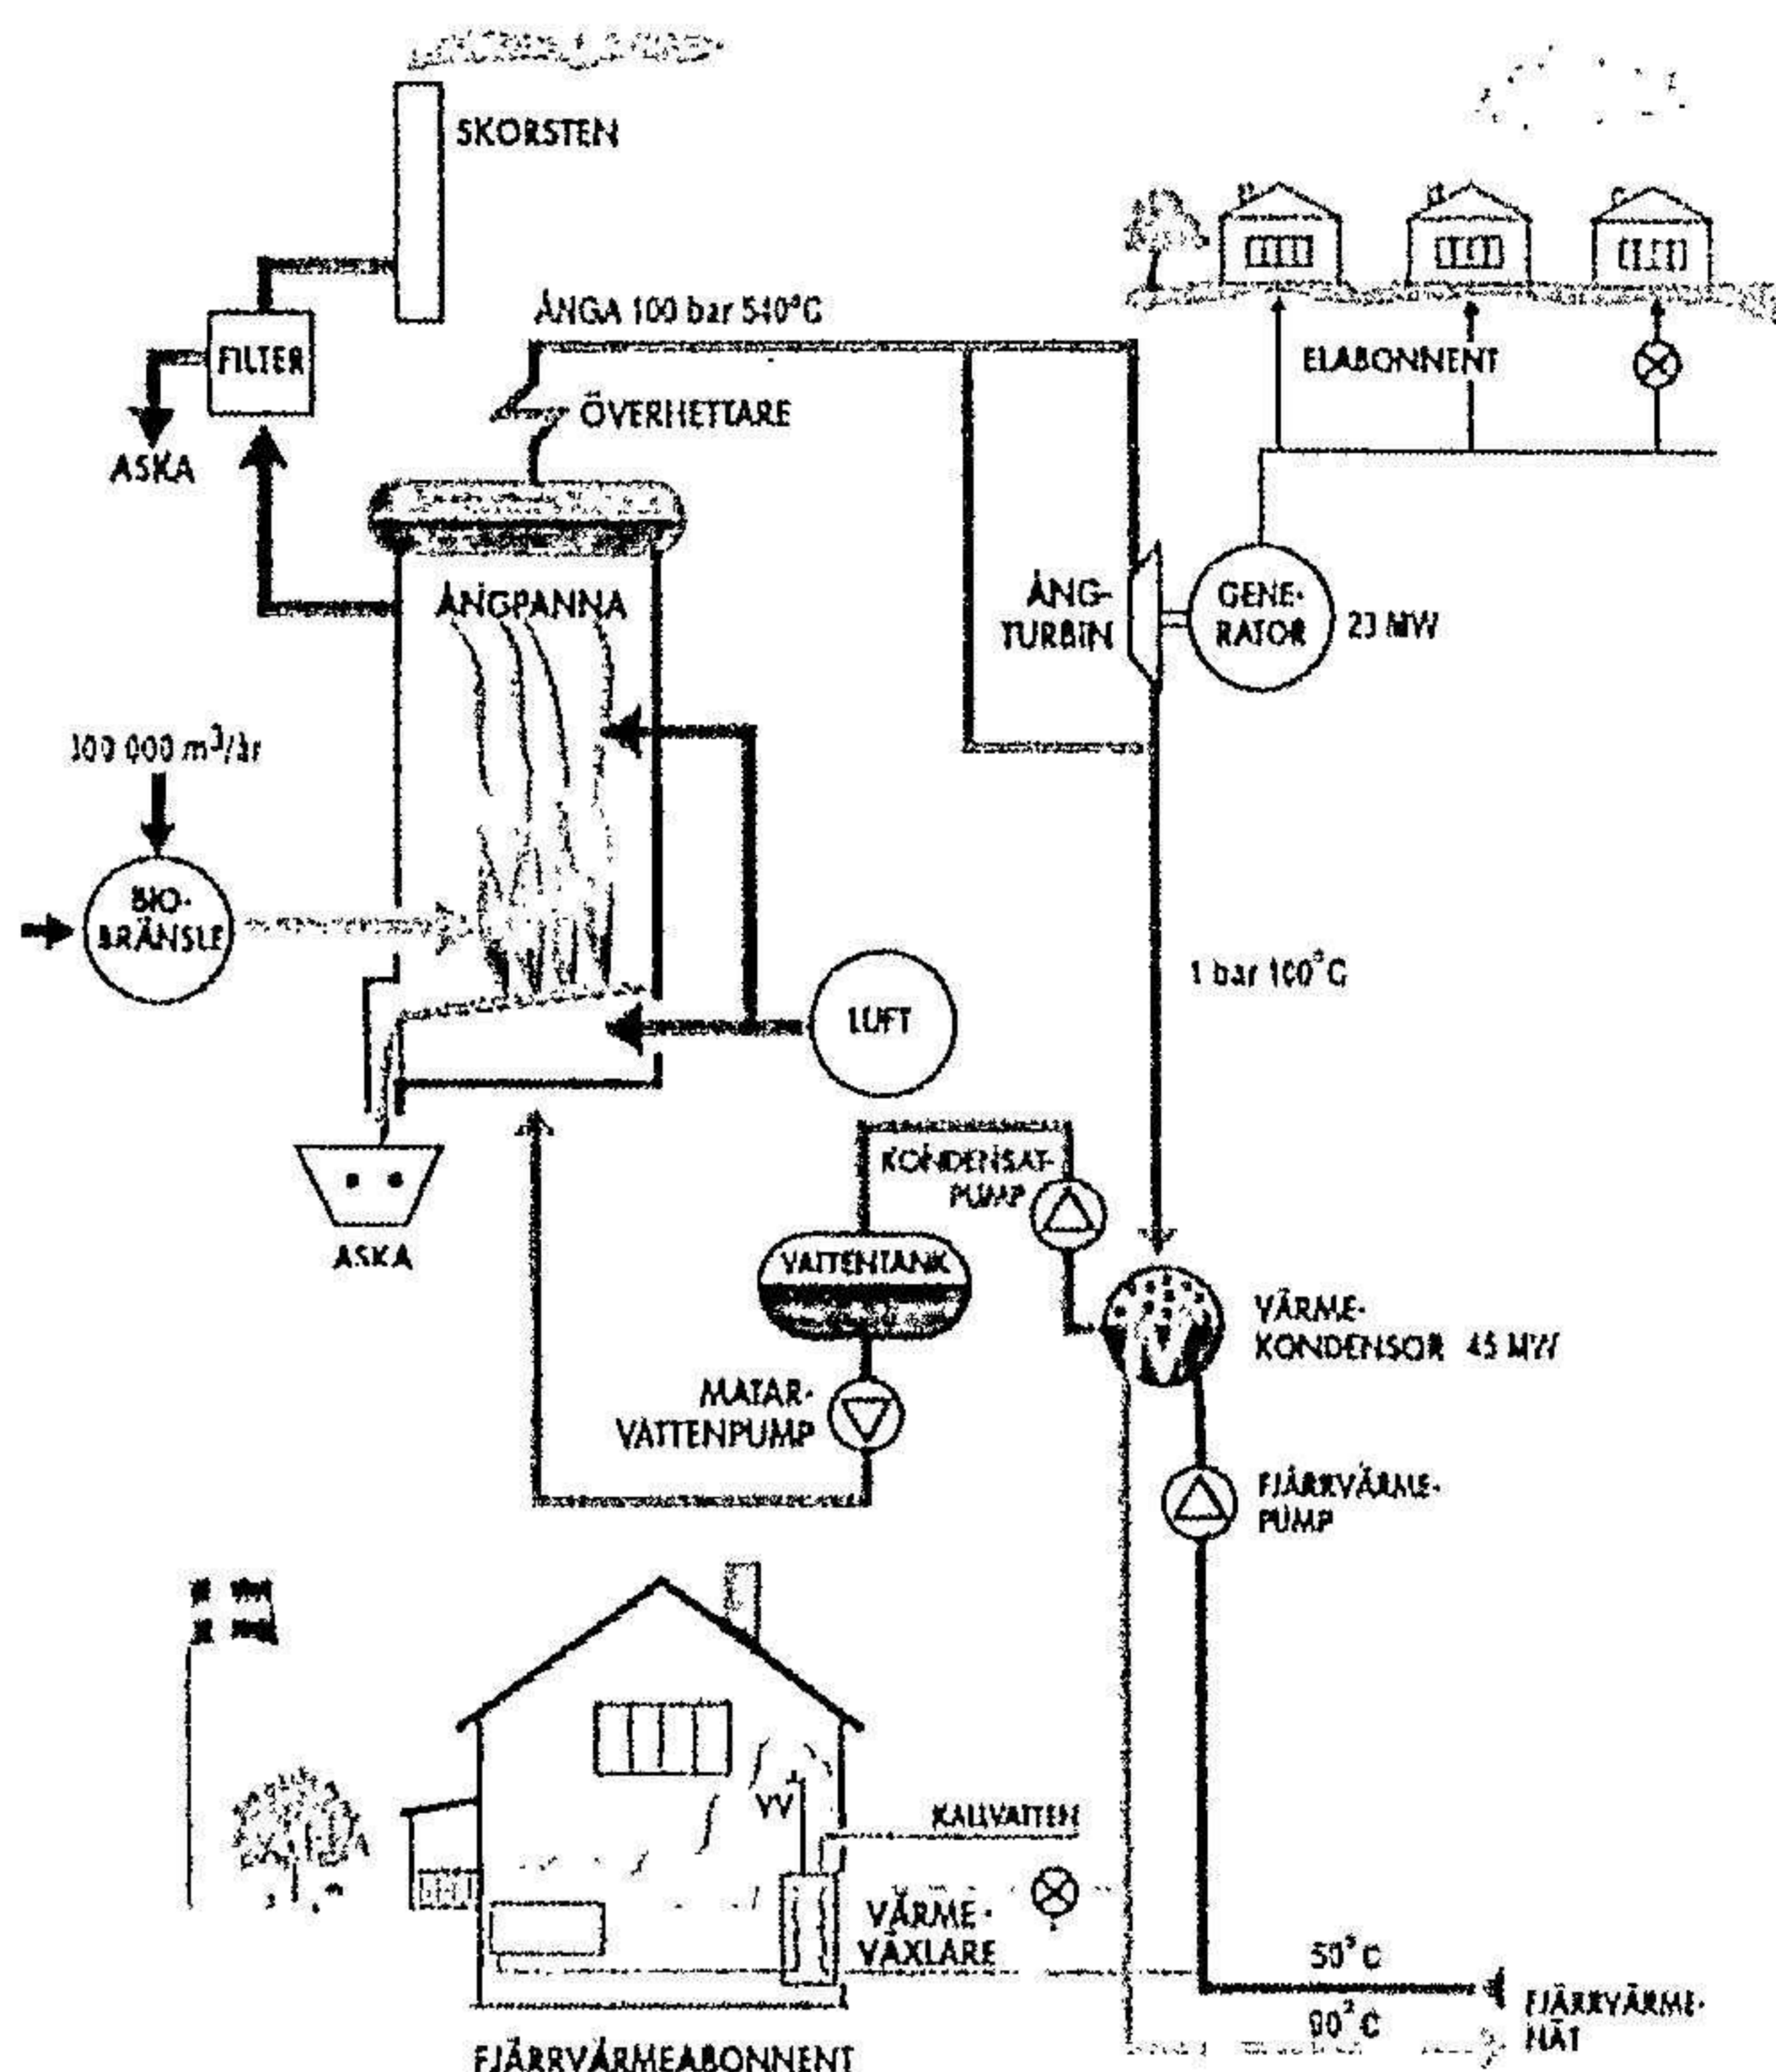 SKORSTEN
ÅNGA 100 bar 540°C
FILTER
ELABONNENT
ÖVERHETTARE
ASKA
ÅNGPANNA
ÅNG-
TURBIN
GENE-
RATOR
23 MW
100 000 m³/år
BIO-
BRÄNSLE
1 bar 100°C
LUFT
KONDENSAT-
PUMP
ASKA
VATTENTANK
VÄRME-
KONDENSOR 45 MW
MATAR-
VATTENPUMP
FJÄRRVÄRME-
PUMP
VV
KALLVATTEN
VÄRME-
VÄXLARE
50°C
90°C
FJÄRRVÄRME-
NÄT
FJÄRRVÄRMEABONNENT